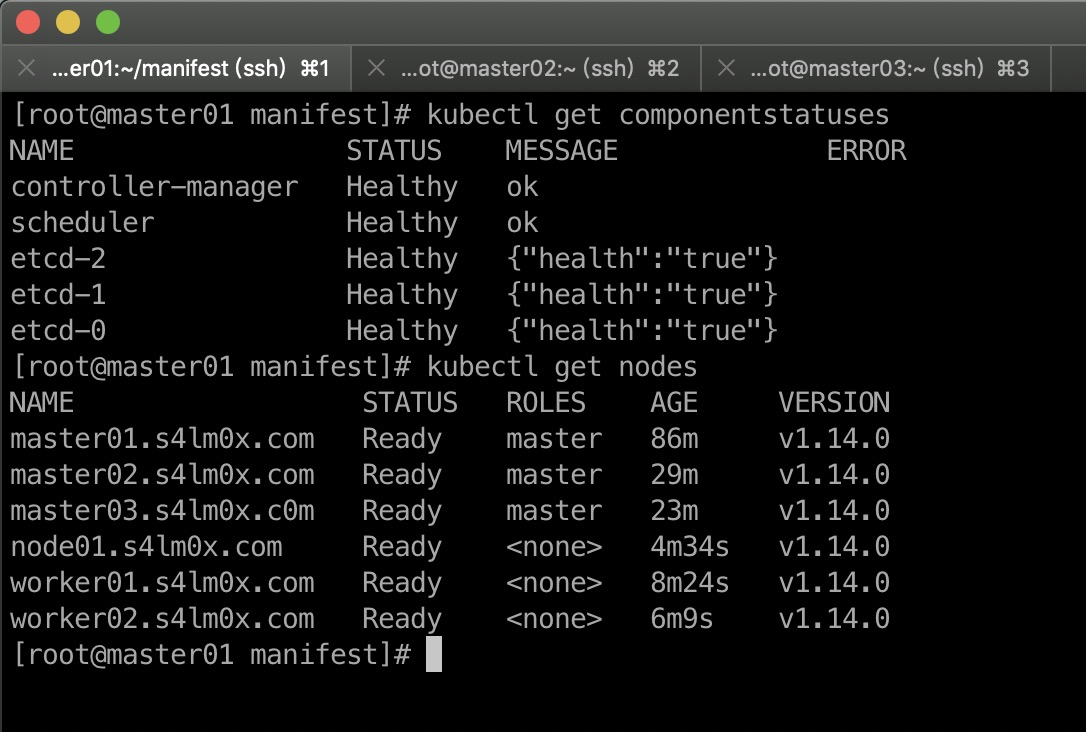 ...er01:~/manifest (ssh) ⌘1 ...ot@master02:~ (ssh) ⌘2 ...ot@master03:~ (ssh) ⌘3
[root@master01 manifest]# kubectl get componentstatuses
NAME STATUS MESSAGE ERROR
controller-manager Healthy ok
scheduler Healthy ok
etcd-2 Healthy {"health":"true"}
etcd-1 Healthy {"health":"true"}
etcd-0 Healthy {"health":"true"}
[root@master01 manifest]# kubectl get nodes
NAME STATUS ROLES AGE VERSION
master01.s4lm0x.com Ready master 86m v1.14.0
master02.s4lm0x.com Ready master 29m v1.14.0
master03.s4lm0x.c0m Ready master 23m v1.14.0
node01.s4lm0x.com Ready <none> 4m34s v1.14.0
worker01.s4lm0x.com Ready <none> 8m24s v1.14.0
worker02.s4lm0x.com Ready <none> 6m9s v1.14.0
[root@master01 manifest]#